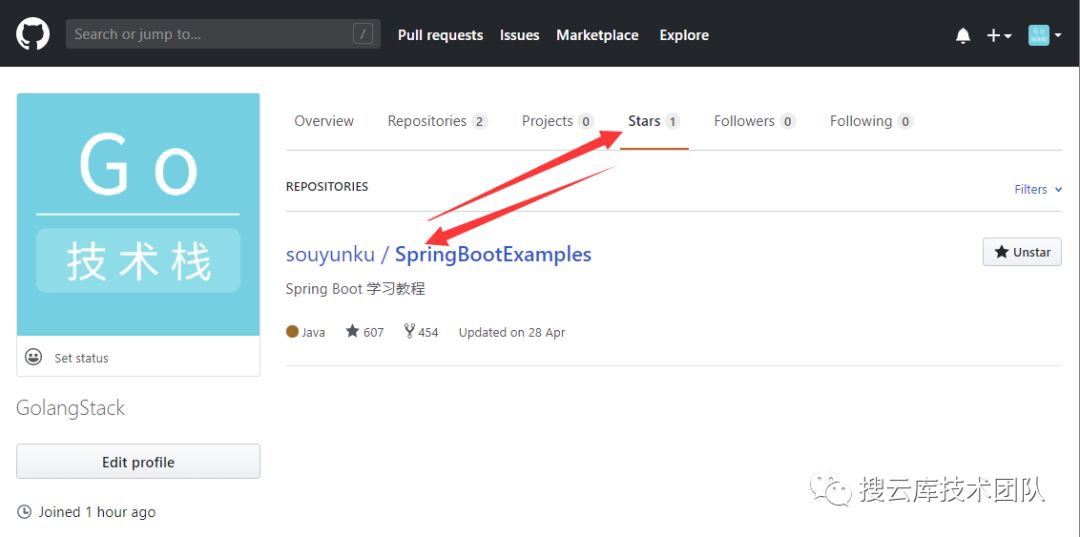 Search or jump to... / Pull requests Issues Marketplace Explore
Go
技术栈
Set status
GolangStack
Edit profile
Joined 1 hour ago
Overview Repositories 2 Projects 0 Stars 1 Followers 0 Following 0
REPOSITORIES Filters
souyunku / SpringBootExamples Unstar
Spring Boot 学习教程
Java 607 454 Updated on 28 Apr
搜云库技术团队